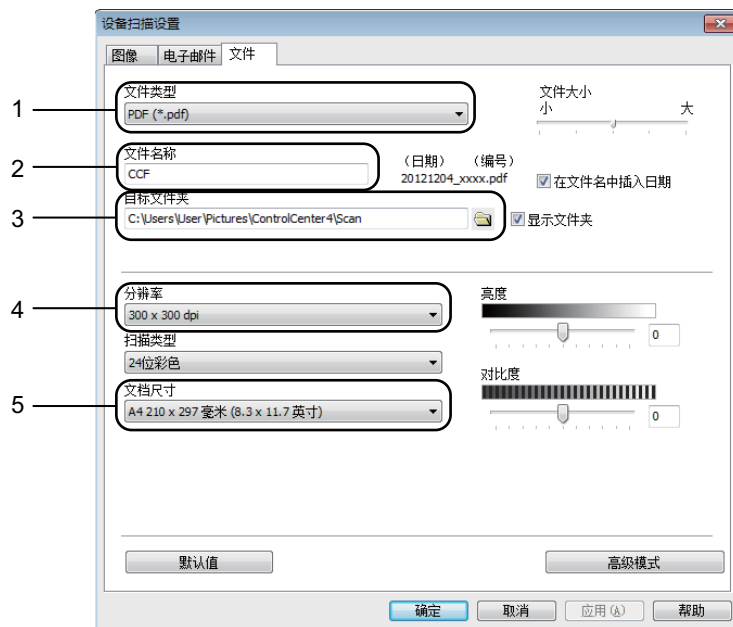 设备扫描设置
图像 电子邮件 文件
1
文件类型
PDF (*.pdf)
文件大小
小 大
2
文件名称
CCF
(日期) (编号)
20121204_xxxx.pdf
在文件名中插入日期
3
目标文件夹
C:\Users\User\Pictures\ControlCenter4\Scan
显示文件夹
4
分辨率
300 x 300 dpi
亮度
0
扫描类型
24位彩色
对比度
0
5
文档尺寸
A4 210 x 297 毫米 (8.3 x 11.7 英寸)
默认值 高级模式
确定 取消 应用(A) 帮助